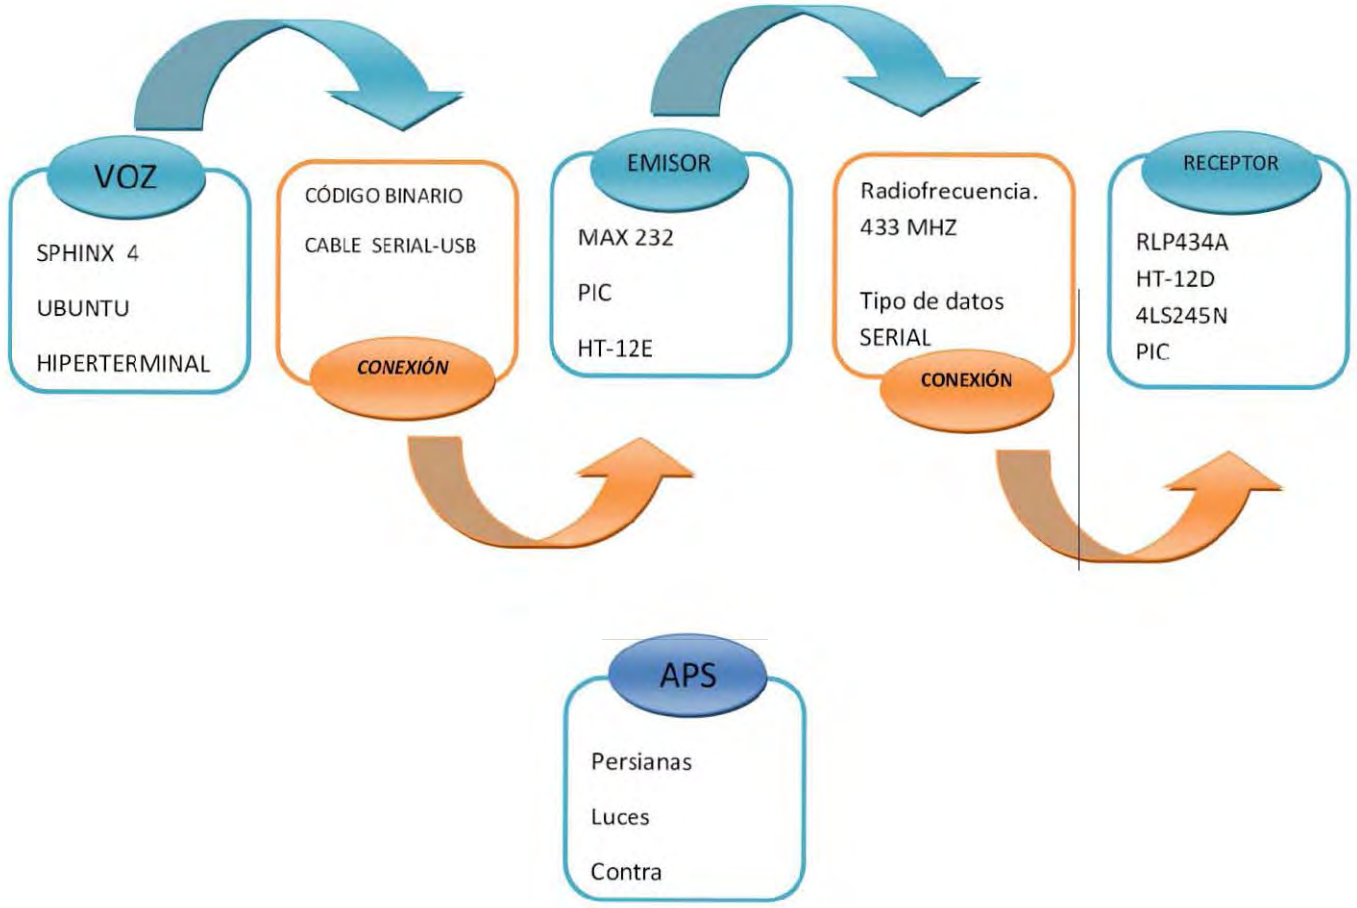 VOZ
SPHINX 4
UBUNTU
HIPERTERMINAL
CÓDIGO BINARIO
CABLE SERIAL-USB
CONEXIÓN
EMISOR
MAX 232
PIC
HT-12E
Radiofrecuencia.
433 MHZ
Tipo de datos
SERIAL
CONEXIÓN
RECEPTOR
RLP434A
HT-12D
4LS245N
PIC
APS
Persianas
Luces
Contra